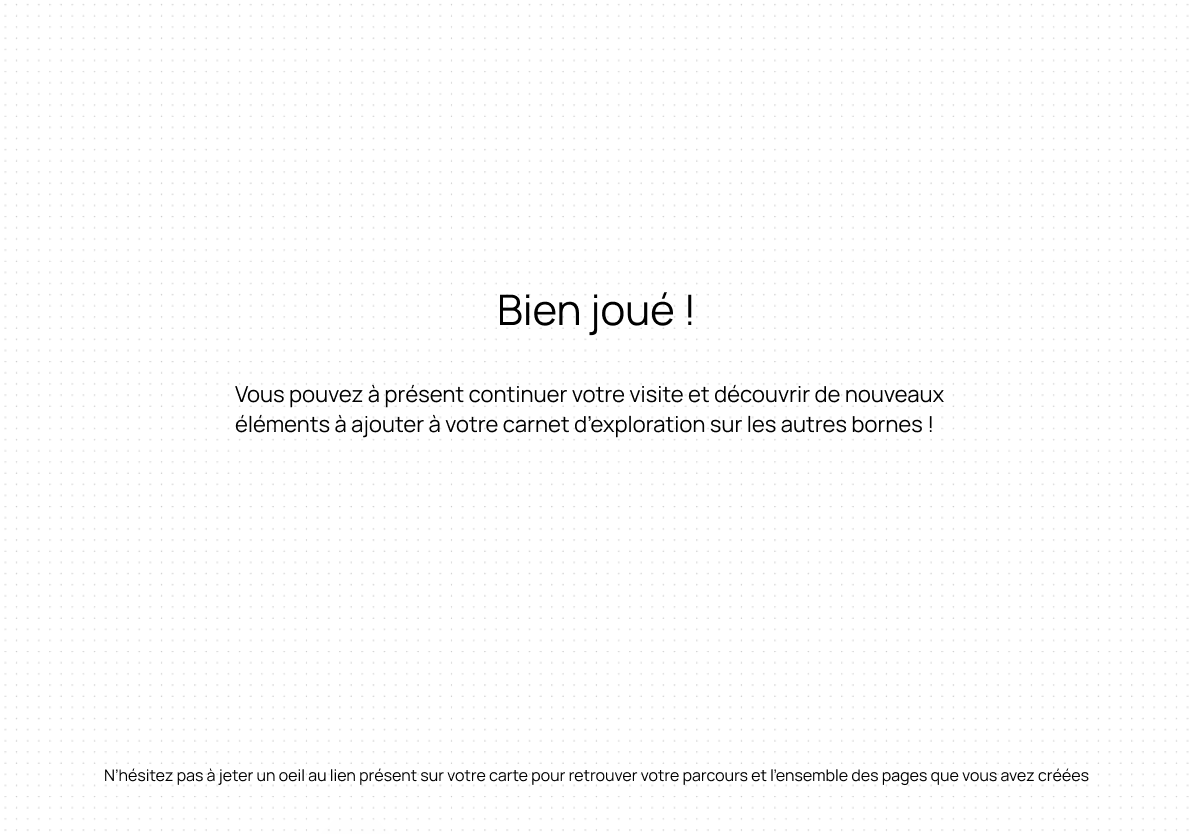 Bien joué !
Vous pouvez à présent continuer votre visite et découvrir de nouveaux
éléments à ajouter à votre carnet d’exploration sur les autres bornes !
N’hésitez pas à jeter un oeil au lien présent sur votre carte pour retrouver votre parcours et l’ensemble des pages que vous avez créées